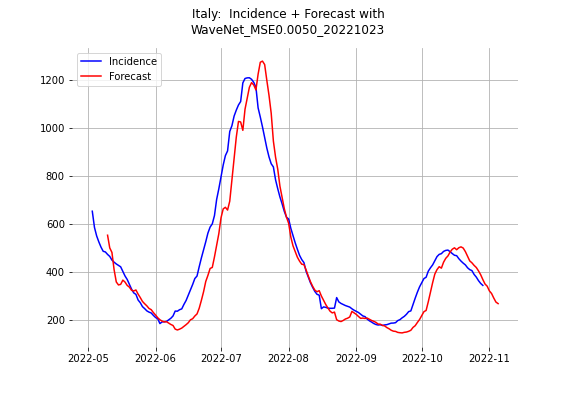 Italy:  Incidence + Forecast with
WaveNet_MSE0.0050_20221023
Incidence
Forecast
1200
1000
800
600
400
200
2022-05 2022-06 2022-07 2022-08 2022-09 2022-10 2022-11